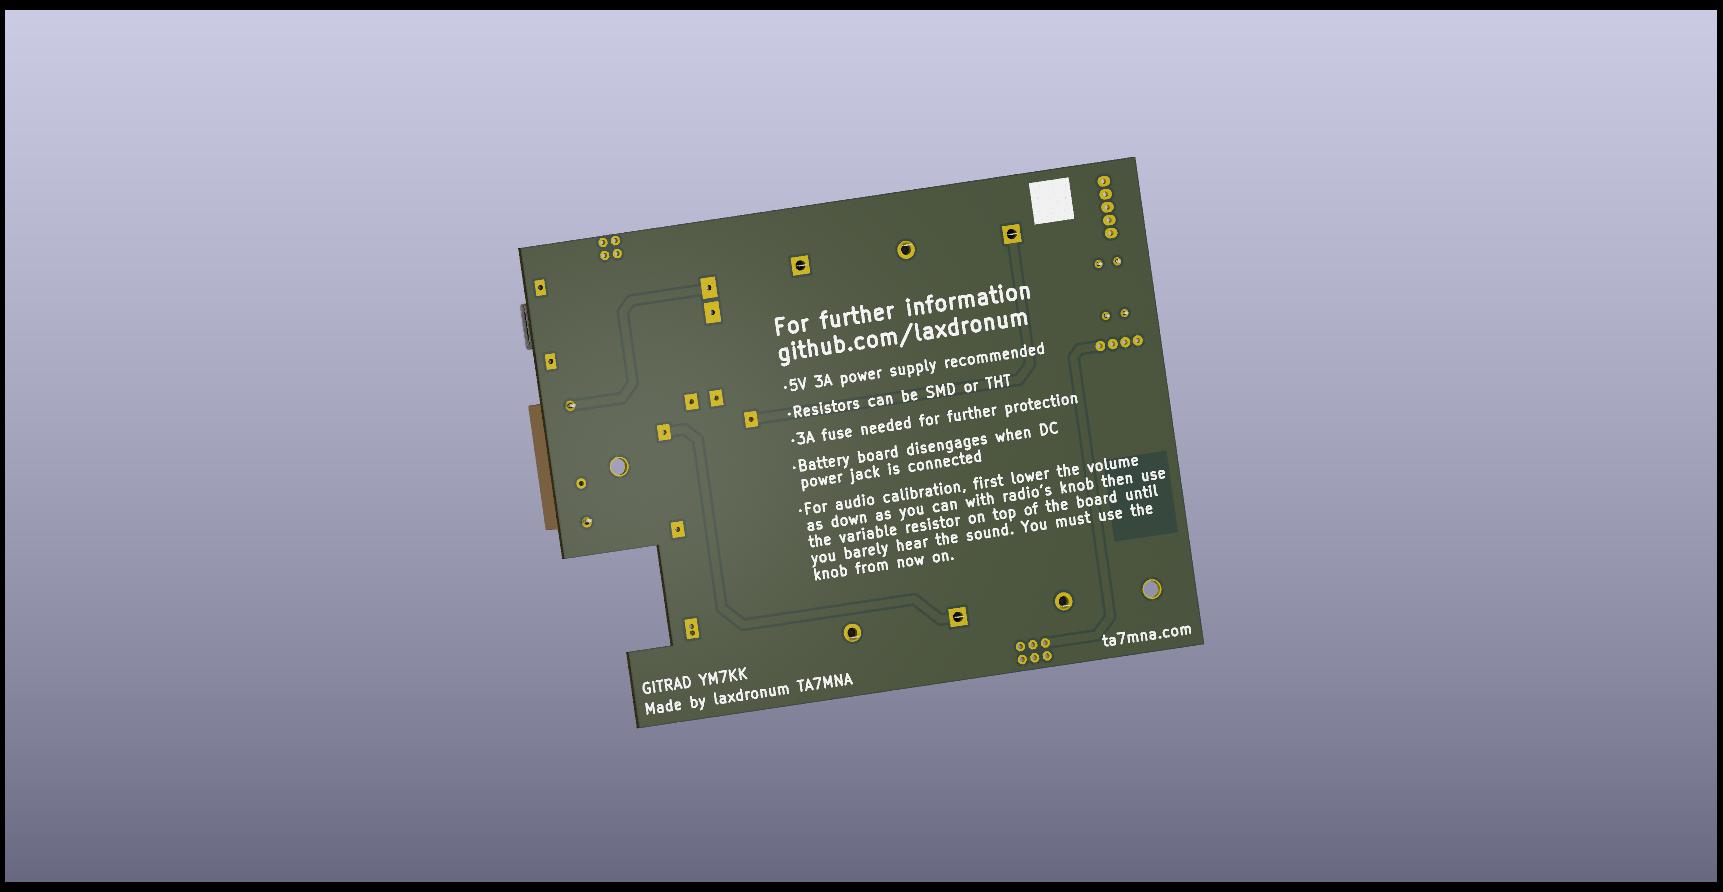 For further information
github.com/laxdronum
·5V 3A power supply recommended
·Resistors can be SMD or THT
·3A fuse needed for further protection
·Battery board disengages when DC
power jack is connected
·For audio calibration, first lower the volume
as down as you can with radio's knob then use
the variable resistor on top of the board until
you barely hear the sound. You must use the
knob from now on.
ta7mna.com
GITRAD YM7KK
Made by laxdronum TA7MNA